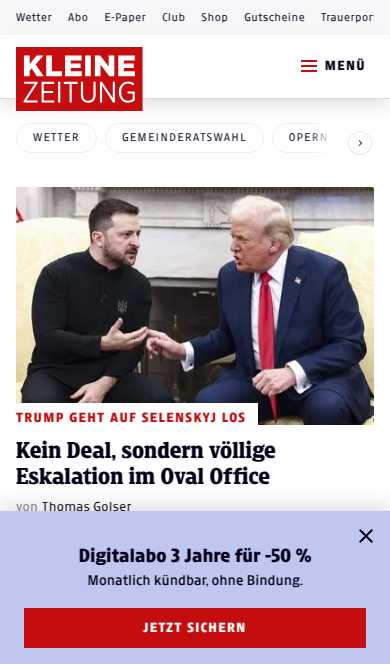 Wetter Abo E-Paper Club Shop Gutscheine Trauerpor
KLEINE
ZEITUNG
MENÜ
WETTER GEMEINDERATSWAHL OPERN
TRUMP GEHT AUF SELENSKYJ LOS
Kein Deal, sondern völlige
Eskalation im Oval Office
von Thomas Golser
Digitalabo 3 Jahre für -50 %
Monatlich kündbar, ohne Bindung.
JETZT SICHERN